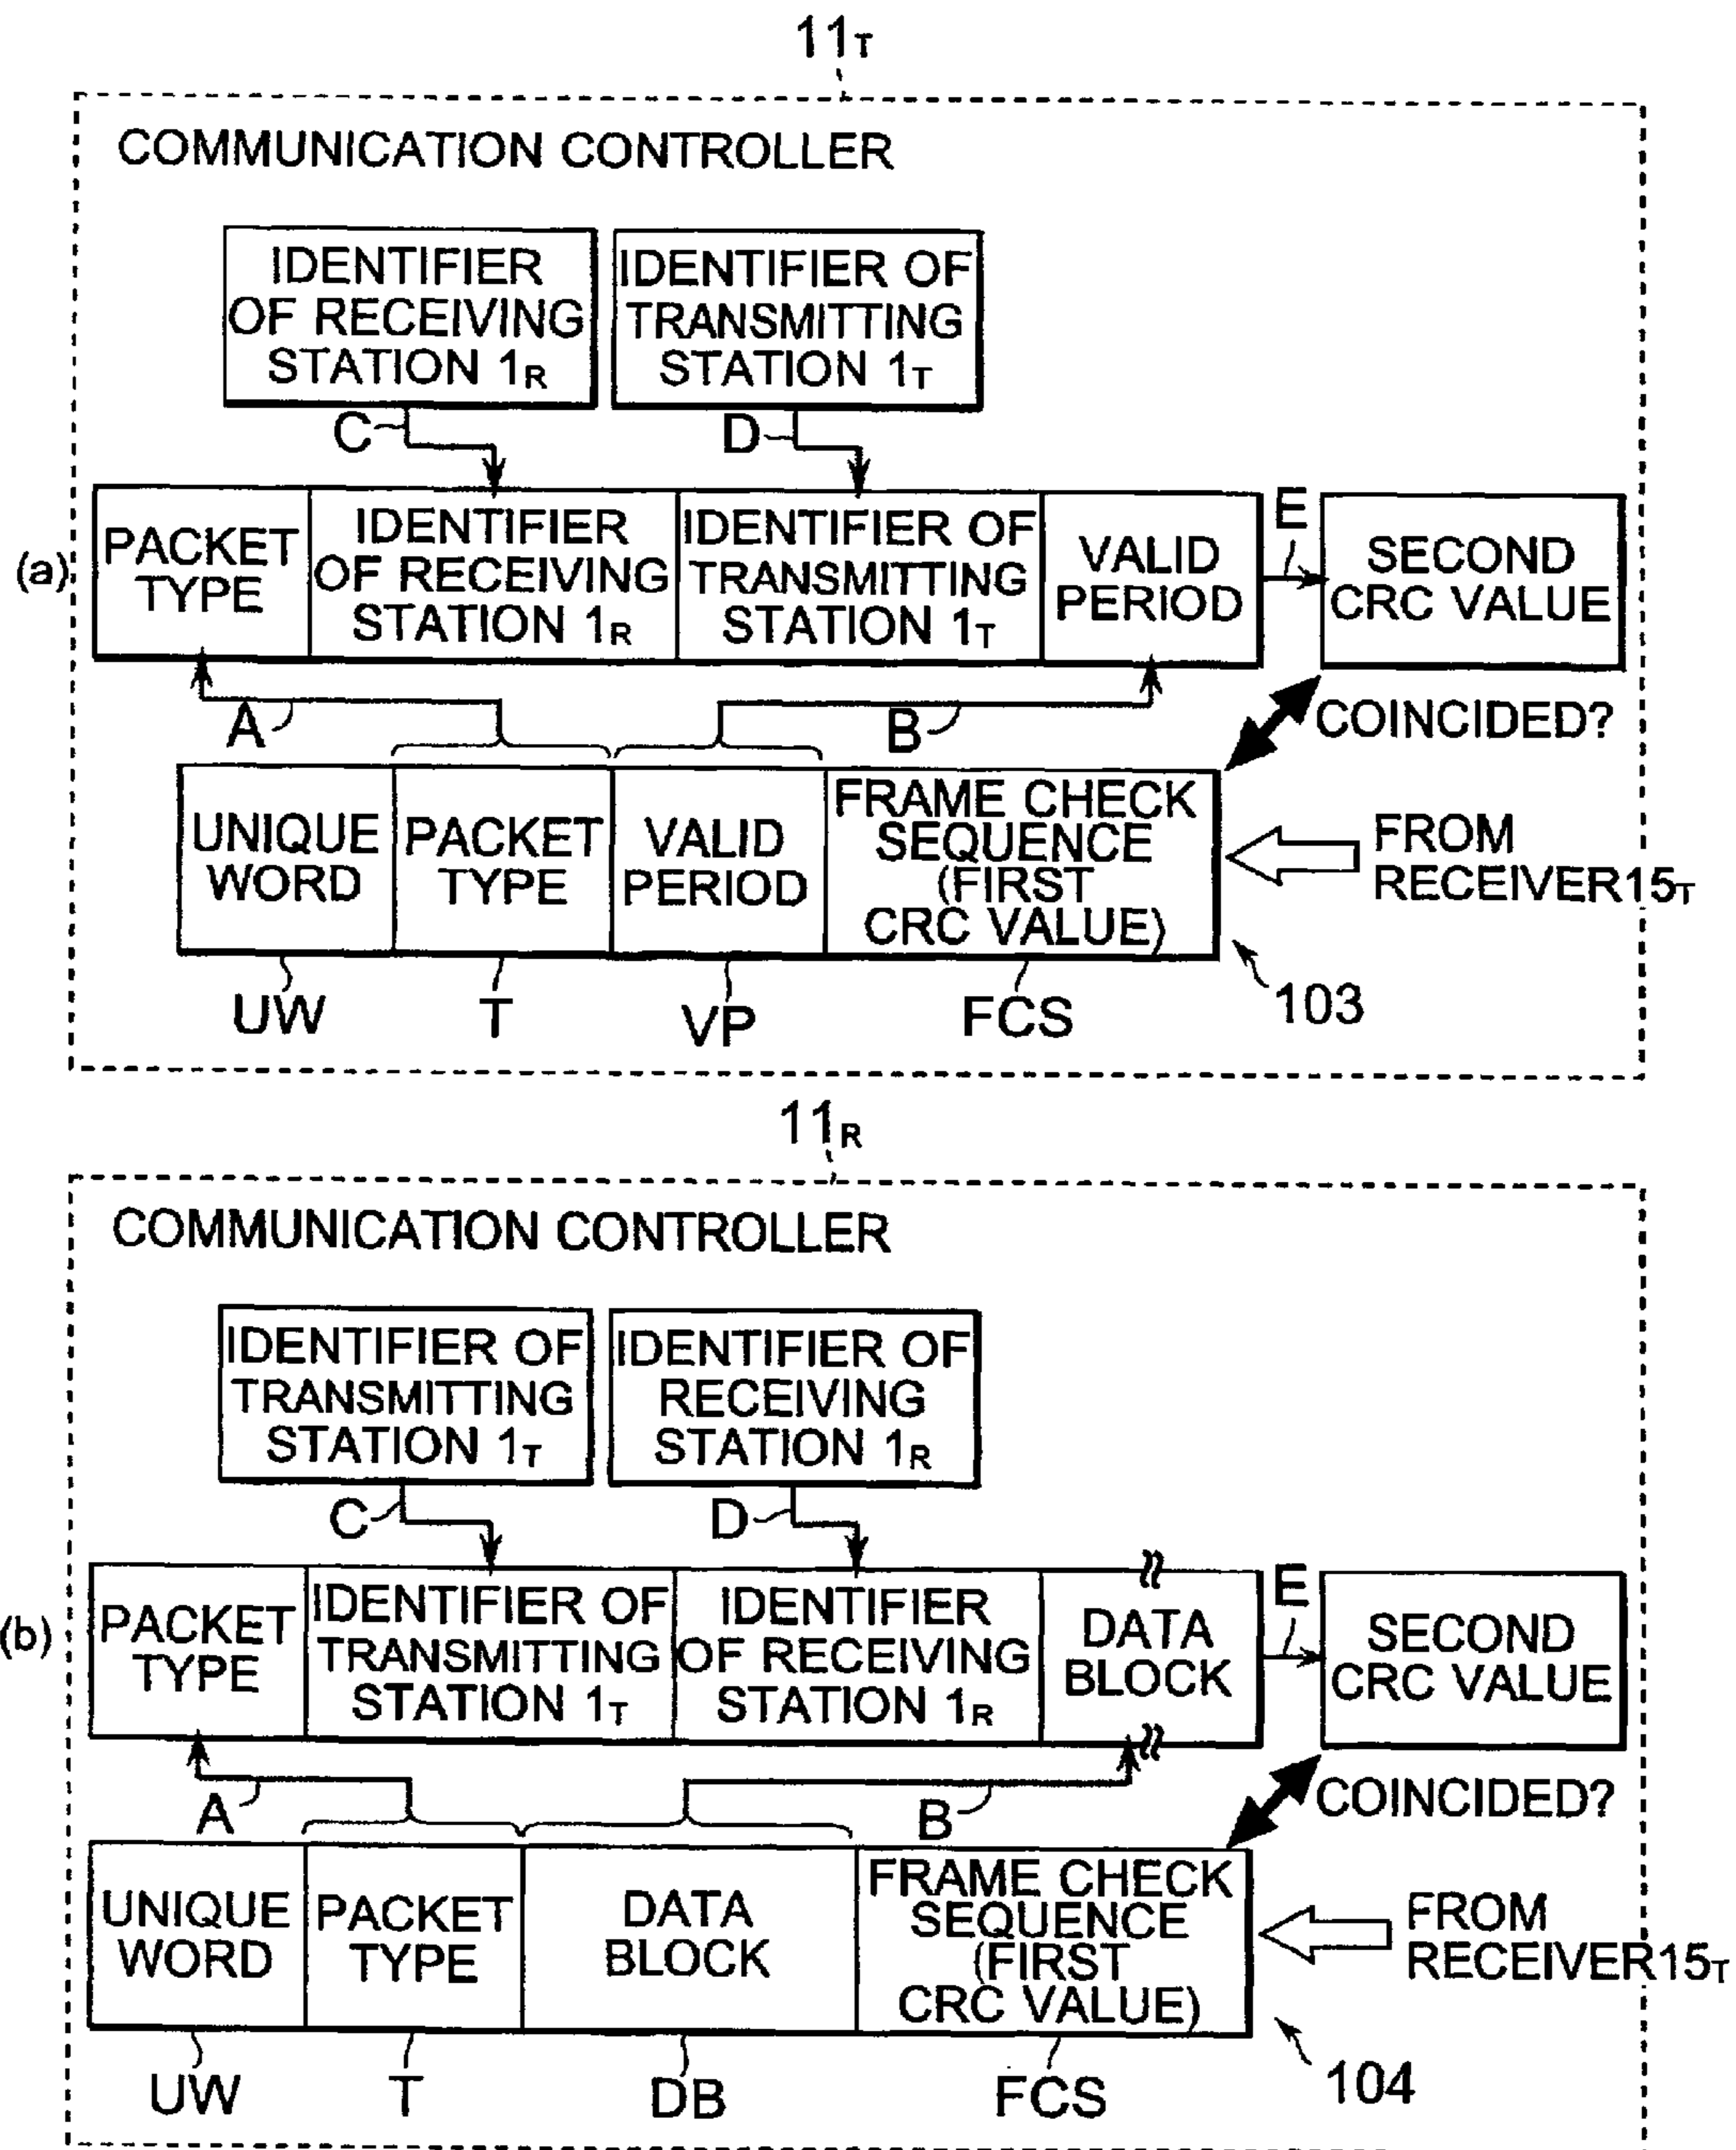 11T
COMMUNICATION CONTROLLER
IDENTIFIER
OF RECEIVING
STATION 1R
IDENTIFIER OF
TRANSMITTING
STATION 1T
C
D
(a)
PACKET
TYPE
IDENTIFIER
OF RECEIVING
STATION 1R
IDENTIFIER OF
TRANSMITTING
STATION 1T
VALID
PERIOD
E
SECOND
CRC VALUE
A
B
COINCIDED?
UNIQUE
WORD
PACKET
TYPE
VALID
PERIOD
FRAME CHECK
SEQUENCE
(FIRST
CRC VALUE)
FROM
RECEIVER15T
UW
T
VP
FCS
103
11R
COMMUNICATION CONTROLLER
IDENTIFIER OF
TRANSMITTING
STATION 1T
IDENTIFIER OF
RECEIVING
STATION 1R
C
D
(b)
PACKET
TYPE
IDENTIFIER OF
TRANSMITTING
STATION 1T
IDENTIFIER
OF RECEIVING
STATION 1R
DATA
BLOCK
E
SECOND
CRC VALUE
A
B
COINCIDED?
UNIQUE
WORD
PACKET
TYPE
DATA
BLOCK
FRAME CHECK
SEQUENCE
(FIRST
CRC VALUE)
FROM
RECEIVER15T
UW
T
DB
FCS
104